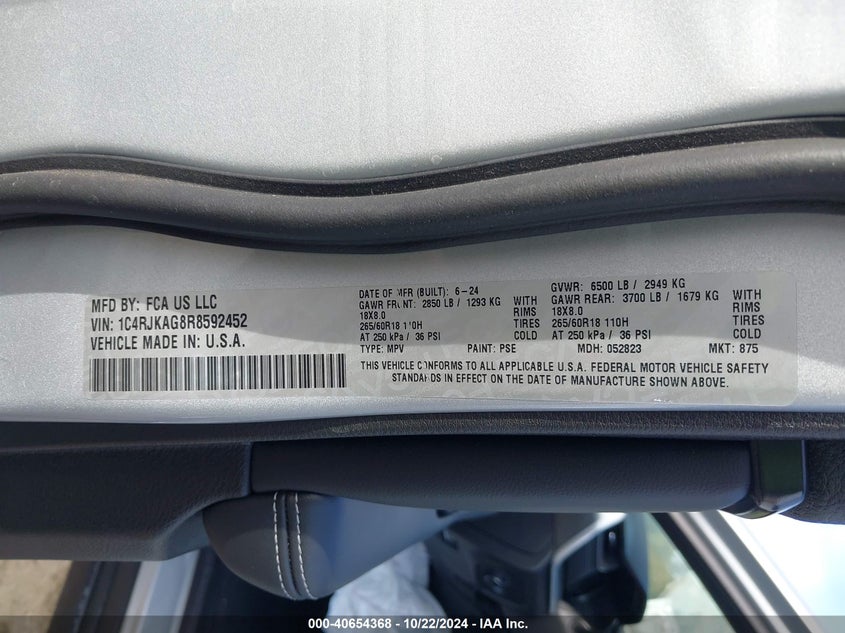 MFD BY: FCA US LLC
VIN: 1C4RJKAG8R8592452
VEHICLE MADE IN: U.S.A.
DATE OF MFR (BUILT): 6-24
GAWR FRONT: 2850 LB / 1293 KG WITH
18X8.0 RIMS
265/60R18 110H TIRES
AT 250 kPa / 36 PSI COLD
TYPE: MPV PAINT: PSE
GVWR: 6500 LB / 2949 KG
GAWR REAR: 3700 LB / 1679 KG WITH
18X8.0 RIMS
265/60R18 110H TIRES
AT 250 kPa / 36 PSI COLD
MDH: 052823 MKT: 875
THIS VEHICLE CONFORMS TO ALL APPLICABLE U.S.A. FEDERAL MOTOR VEHICLE SAFETY
STANDARDS IN EFFECT ON THE DATE OF MANUFACTURE SHOWN ABOVE.
000-40654368 - 10/22/2024 - IAAI.com